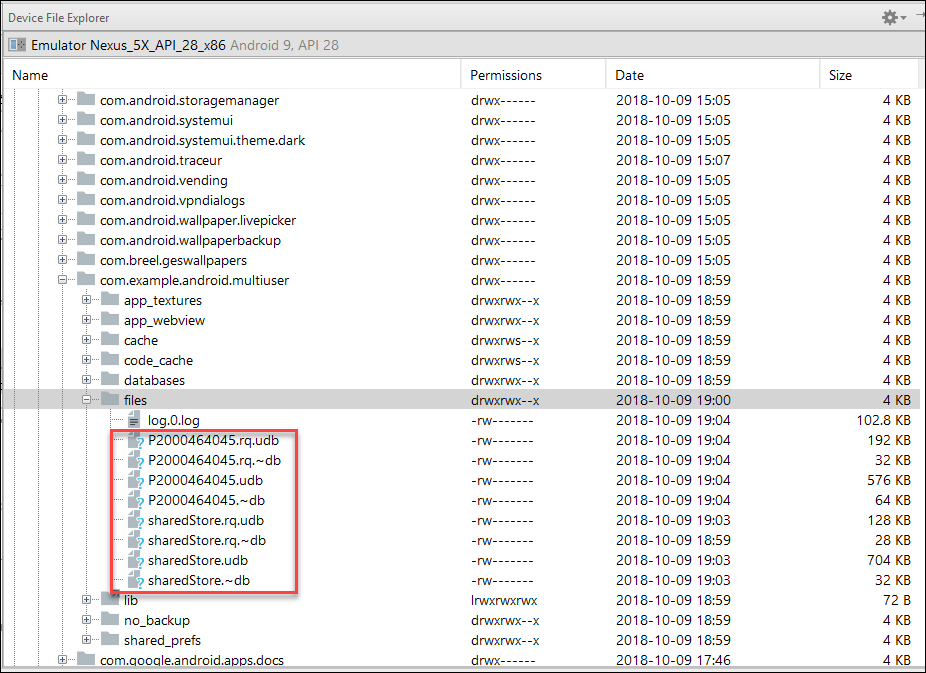 Device File Explorer
Emulator Nexus_5X_API_28_x86 Android 9, API 28
Name Permissions Date Size
com.android.storagemanager drwx------ 2018-10-09 15:05 4 KB
com.android.systemui drwx------ 2018-10-09 15:05 4 KB
com.android.systemui.theme.dark drwx------ 2018-10-09 15:05 4 KB
com.android.traceur drwx------ 2018-10-09 15:07 4 KB
com.android.vending drwx------ 2018-10-09 15:05 4 KB
com.android.vpndialogs drwx------ 2018-10-09 15:05 4 KB
com.android.wallpaper.livepicker drwx------ 2018-10-09 15:05 4 KB
com.android.wallpaperbackup drwx------ 2018-10-09 15:05 4 KB
com.breel.geswallpapers drwx------ 2018-10-09 15:05 4 KB
com.example.android.multiuser drwx------ 2018-10-09 18:59 4 KB
app_textures drwxrwx--x 2018-10-09 18:59 4 KB
app_webview drwxrwx--x 2018-10-09 18:59 4 KB
cache drwxrws--x 2018-10-09 18:59 4 KB
code_cache drwxrws--x 2018-10-09 18:59 4 KB
databases drwxrwx--x 2018-10-09 18:59 4 KB
files drwxrwx--x 2018-10-09 19:00 4 KB
log.0.log -rw------- 2018-10-09 19:04 102.8 KB
P2000464045.rq.udb -rw------- 2018-10-09 19:04 192 KB
P2000464045.rq.~db -rw------- 2018-10-09 19:04 32 KB
P2000464045.udb -rw------- 2018-10-09 19:04 576 KB
P2000464045.~db -rw------- 2018-10-09 19:04 64 KB
sharedStore.rq.udb -rw------- 2018-10-09 19:03 128 KB
sharedStore.rq.~db -rw------- 2018-10-09 18:59 28 KB
sharedStore.udb -rw------- 2018-10-09 19:03 704 KB
sharedStore.~db -rw------- 2018-10-09 19:03 32 KB
lib lrwxrwxrwx 2018-10-09 18:59 72 B
no_backup drwxrwx--x 2018-10-09 18:59 4 KB
shared_prefs drwxrwx--x 2018-10-09 18:59 4 KB
com.google.android.apps.docs drwx------ 2018-10-09 17:46 4 KB